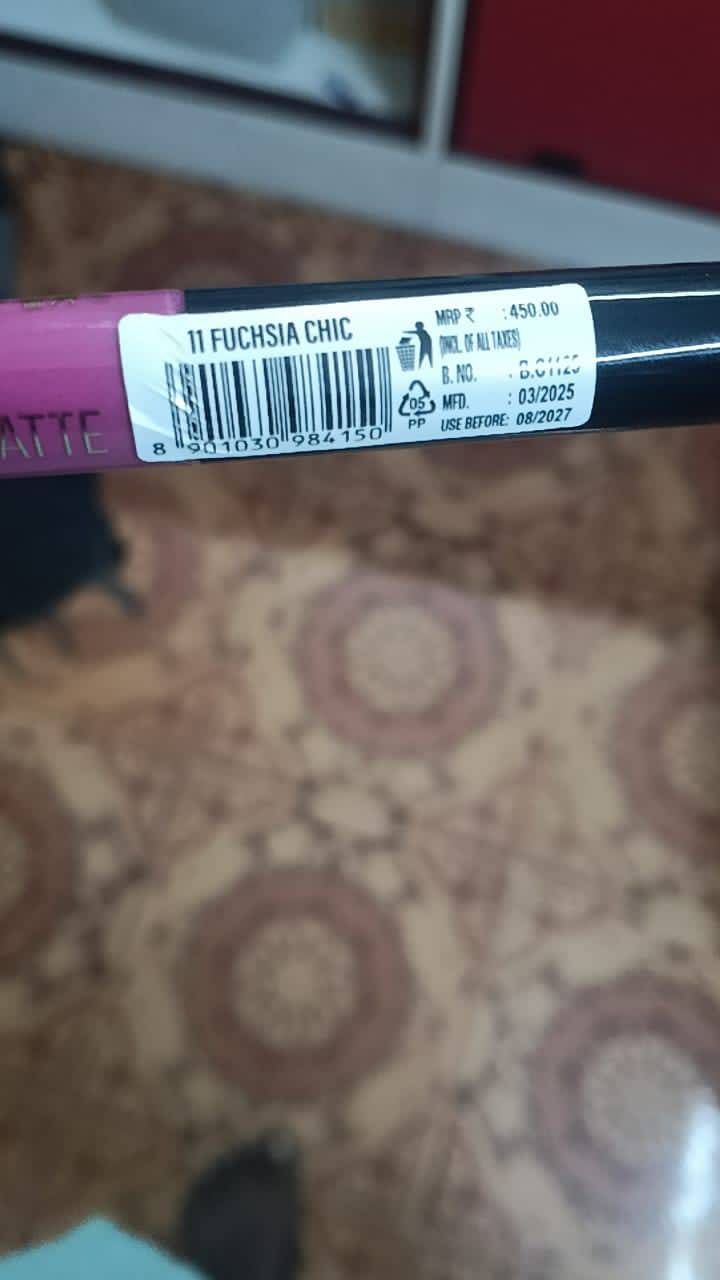 11 FUCHSIA CHIC
8 901030 984150
05
PP
MRP ₹ : 450.00
(INCL. OF ALL TAXES)
B. NO. :
MFD. : 03/2025
USE BEFORE: 08/2027
ATTE